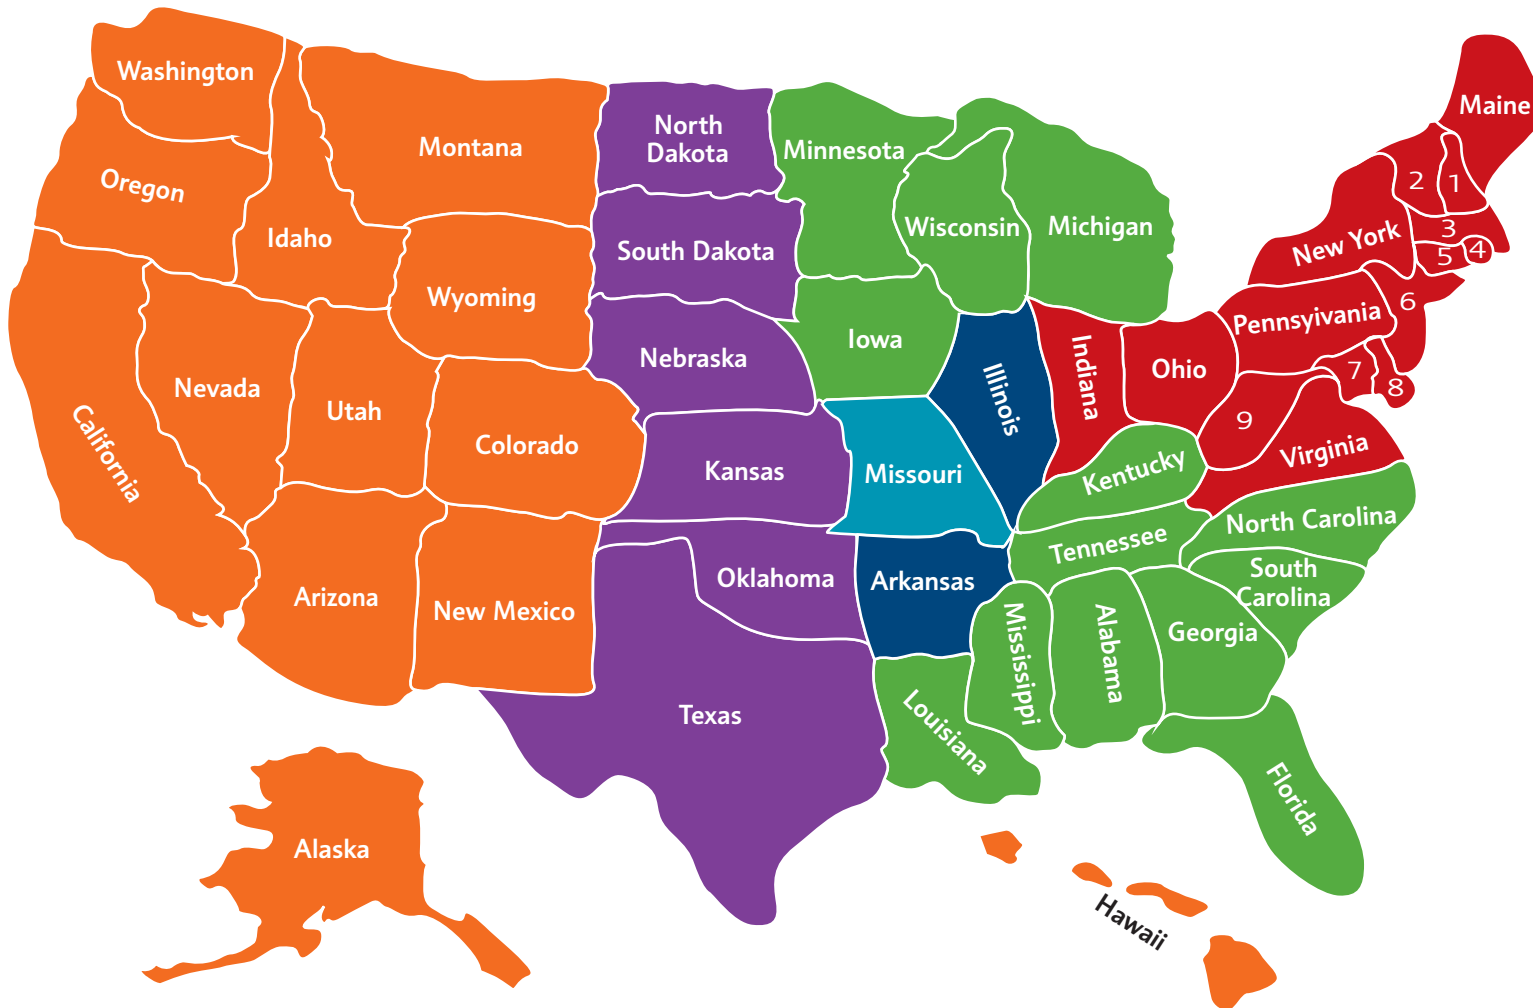 Washington
Montana
North
Dakota
Minnesota
Maine
Oregon
Idaho
Wisconsin
Michigan
2
1
South Dakota
New York
3
4
5
Wyoming
6
Nebraska
Iowa
Pennsyivania
Nevada
Utah
Illinois
Indiana
Ohio
7
8
California
Colorado
Kansas
Missouri
9
Kentucky
Virginia
North Carolina
Tennessee
Arizona
New Mexico
Oklahoma
Arkansas
South
Carolina
Mississippi
Alabama
Georgia
Texas
Louisiana
Florida
Alaska
Hawaii